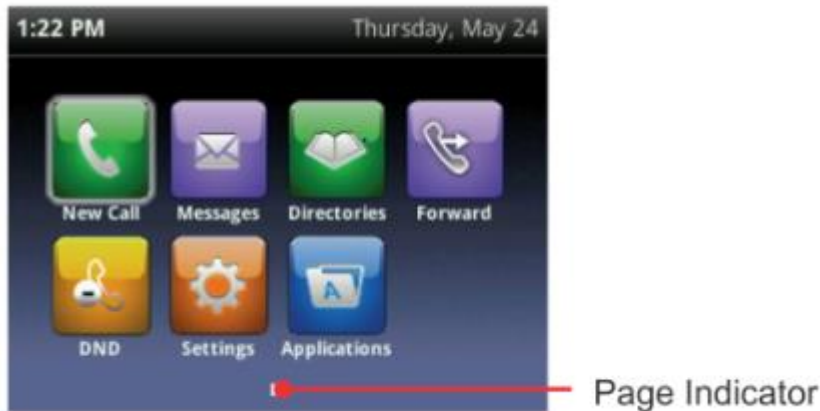 1:22 PM Thursday, May 24
New Call Messages Directories Forward
DND Settings Applications
Page Indicator